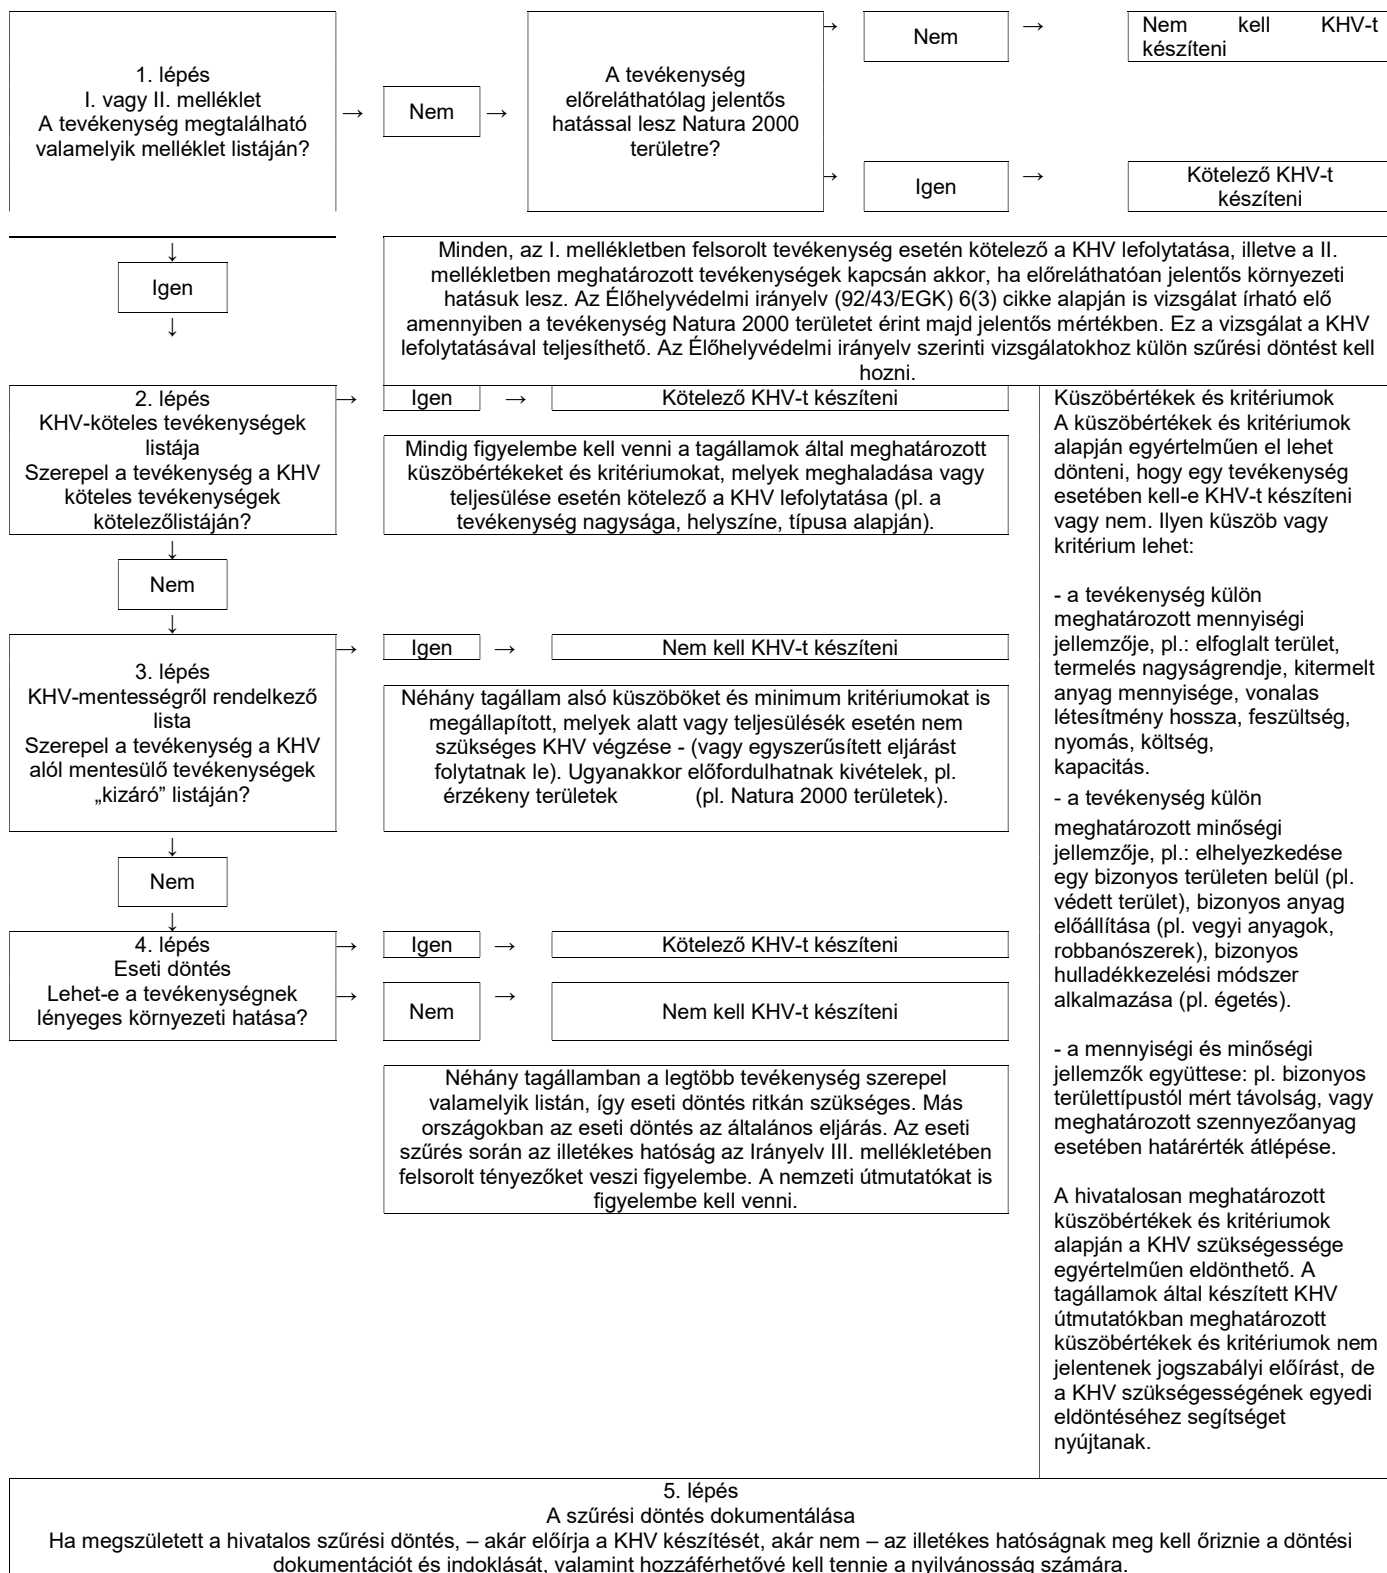 1. lépés
I. vagy II. melléklet
A tevékenység megtalálható
valamelyik melléklet listáján?
→ Nem →
A tevékenység
előreláthatólag jelentős
hatással lesz Natura 2000
területre?
→ Nem →
Nem kell KHV-t
készíteni
→ Igen →
Kötelező KHV-t
készíteni
↓
Igen
↓
Minden, az I. mellékletben felsorolt tevékenység esetén kötelező a KHV lefolytatása, illetve a II.
mellékletben meghatározott tevékenységek kapcsán akkor, ha előreláthatóan jelentős környezeti
hatásuk lesz. Az Élőhelyvédelmi irányelv (92/43/EGK) 6(3) cikke alapján is vizsgálat írható elő
amennyiben a tevékenység Natura 2000 területet érint majd jelentős mértékben. Ez a vizsgálat a KHV
lefolytatásával teljesíthető. Az Élőhelyvédelmi irányelv szerinti vizsgálatokhoz külön szűrési döntést kell
hozni.
2. lépés
KHV-köteles tevékenységek
listája
Szerepel a tevékenység a KHV
köteles tevékenységek
kötelezőlistáján?
→ Igen → Kötelező KHV-t készíteni
Mindig figyelembe kell venni a tagállamok által meghatározott
küszöbértékeket és kritériumokat, melyek meghaladása vagy
teljesülése esetén kötelező a KHV lefolytatása (pl. a
tevékenység nagysága, helyszíne, típusa alapján).
↓
Nem
↓
3. lépés
KHV-mentességről rendelkező
lista
Szerepel a tevékenység a KHV
alól mentesülő tevékenységek
„kizáró” listáján?
→ Igen → Nem kell KHV-t készíteni
Néhány tagállam alsó küszöböket és minimum kritériumokat is
megállapított, melyek alatt vagy teljesülésék esetén nem
szükséges KHV végzése - (vagy egyszerűsített eljárást
folytatnak le). Ugyanakkor előfordulhatnak kivételek, pl.
érzékeny területek (pl. Natura 2000 területek).
↓
Nem
↓
4. lépés
Eseti döntés
Lehet-e a tevékenységnek
lényeges környezeti hatása?
→ Igen → Kötelező KHV-t készíteni
→ Nem → Nem kell KHV-t készíteni
Néhány tagállamban a legtöbb tevékenység szerepel
valamelyik listán, így eseti döntés ritkán szükséges. Más
országokban az eseti döntés az általános eljárás. Az eseti
szűrés során az illetékes hatóság az Irányelv III. mellékletében
felsorolt tényezőket veszi figyelembe. A nemzeti útmutatókat is
figyelembe kell venni.
Küszöbértékek és kritériumok
A küszöbértékek és kritériumok
alapján egyértelműen el lehet
dönteni, hogy egy tevékenység
esetében kell-e KHV-t készíteni
vagy nem. Ilyen küszöb vagy
kritérium lehet:
- a tevékenység külön
meghatározott mennyiségi
jellemzője, pl.: elfoglalt terület,
termelés nagyságrendje, kitermelt
anyag mennyisége, vonalas
létesítmény hossza, feszültség,
nyomás, költség,
kapacitás.
- a tevékenység külön
meghatározott minőségi
jellemzője, pl.: elhelyezkedése
egy bizonyos területen belül (pl.
védett terület), bizonyos anyag
előállítása (pl. vegyi anyagok,
robbanószerek), bizonyos
hulladékkezelési módszer
alkalmazása (pl. égetés).
- a mennyiségi és minőségi
jellemzők együttese: pl. bizonyos
területtípustól mért távolság, vagy
meghatározott szennyezőanyag
esetében határérték átlépése.
A hivatalosan meghatározott
küszöbértékek és kritériumok
alapján a KHV szükségessége
egyértelműen eldönthető. A
tagállamok által készített KHV
útmutatókban meghatározott
küszöbértékek és kritériumok nem
jelentenek jogszabályi előírást, de
a KHV szükségességének egyedi
eldöntéséhez segítséget
nyújtanak.
5. lépés
A szűrési döntés dokumentálása
Ha megszületett a hivatalos szűrési döntés, – akár előírja a KHV készítését, akár nem – az illetékes hatóságnak meg kell őriznie a döntési
dokumentációt és indoklását, valamint hozzáférhetővé kell tennie a nyilvánosság számára.